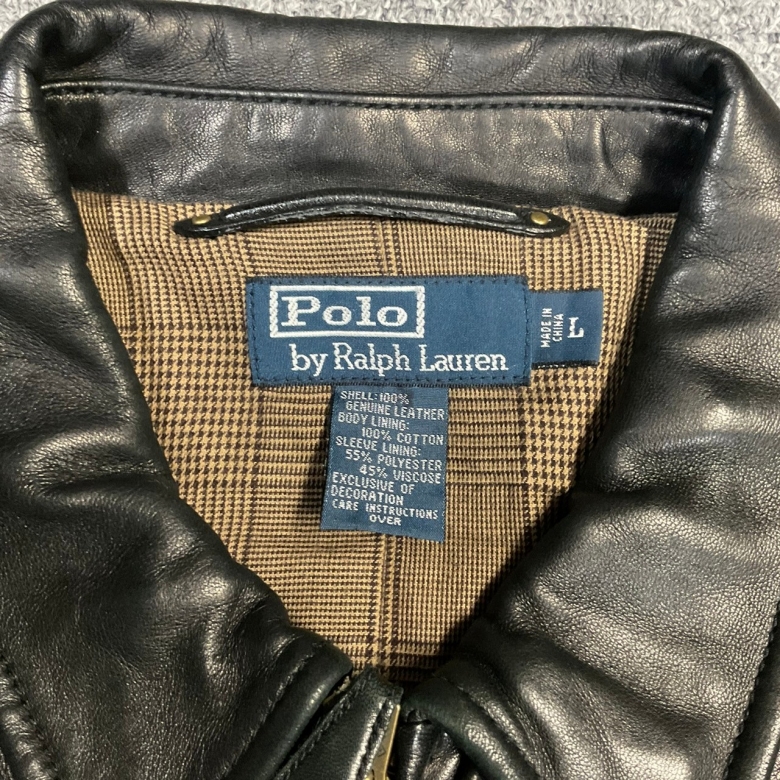 Polo
by Ralph Lauren
MADE IN
CHINA
L
SHELL: 100%
GENUINE LEATHER
BODY LINING:
100% COTTON
SLEEVE LINING:
55% POLYESTER
45% VISCOSE
EXCLUSIVE OF
DECORATION
CARE INSTRUCTIONS
OVER